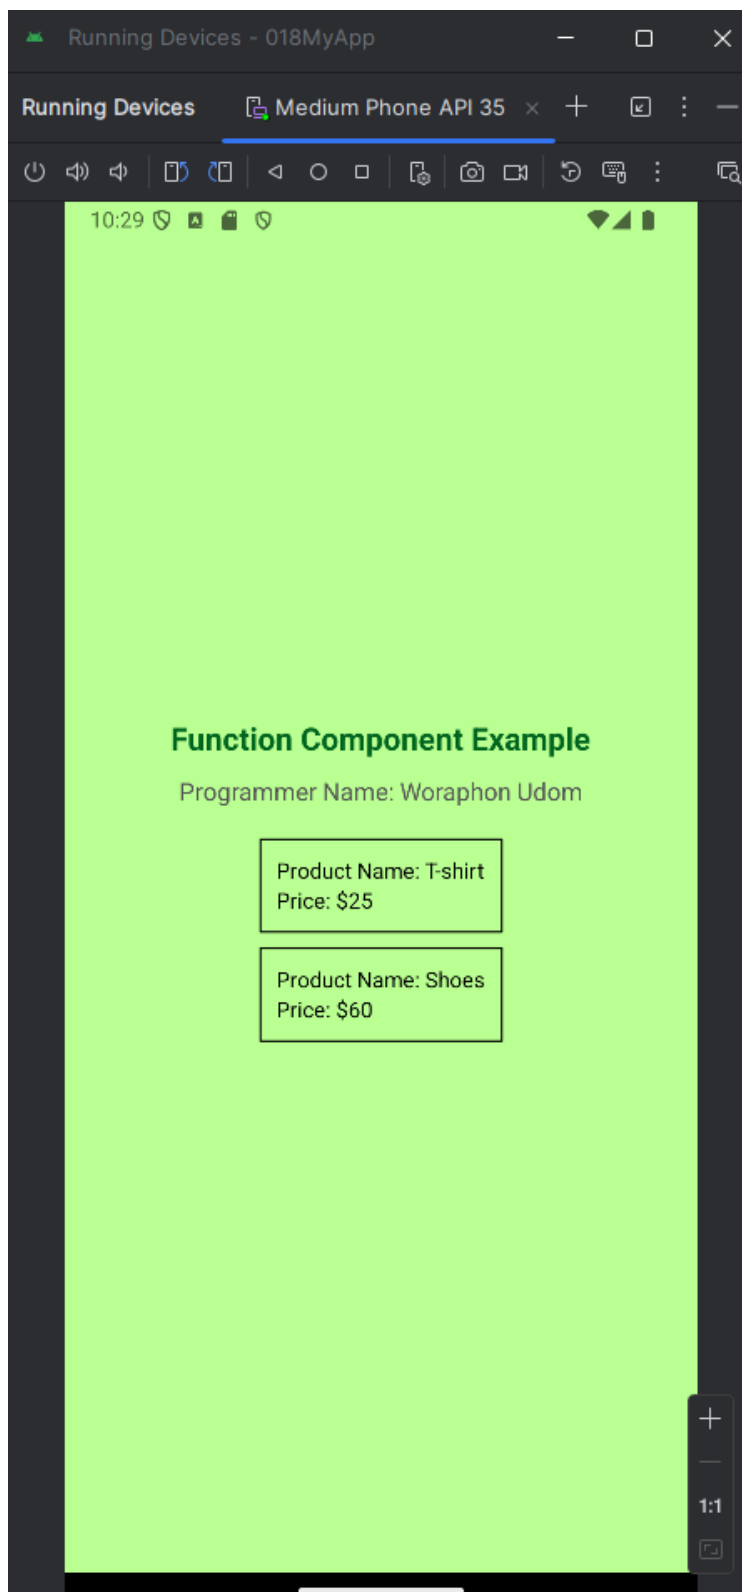 Running Devices - 018MyApp
Running Devices
Medium Phone API 35
10:29
Function Component Example
Programmer Name: Woraphon Udom
Product Name: T-shirt
Price: $25
Product Name: Shoes
Price: $60
1:1